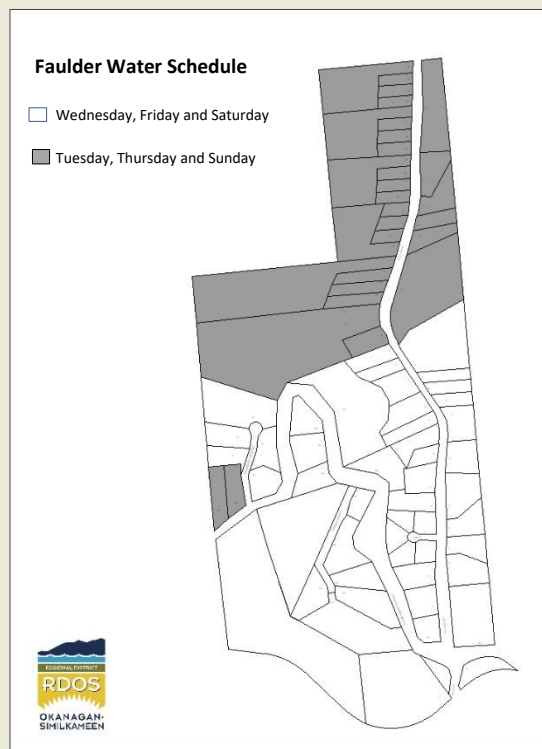 Faulder Water Schedule
Wednesday, Friday and Saturday
Tuesday, Thursday and Sunday
REGIONAL DISTRICT
RDOS
OKANAGAN-
SIMILKAMEEN